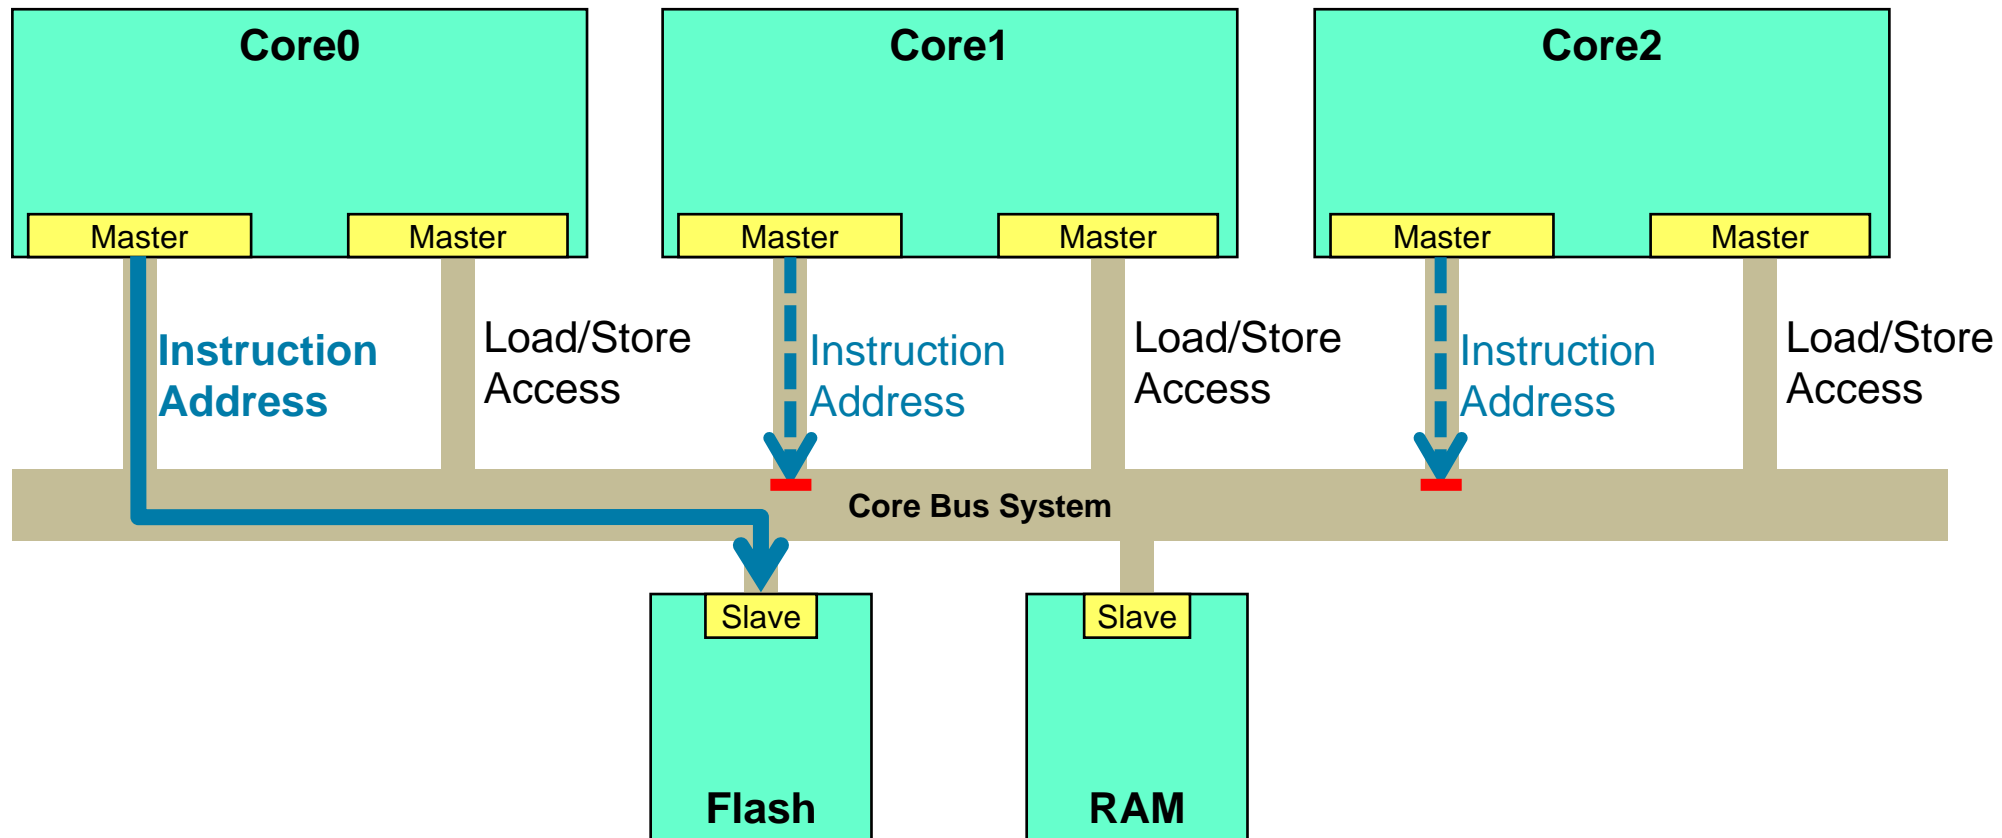 Core0
Core1
Core2
Master
Master
Master
Master
Master
Master
Instruction
Address
Load/Store
Access
Instruction
Address
Load/Store
Access
Instruction
Address
Load/Store
Access
Core Bus System
Slave
Slave
Flash
RAM